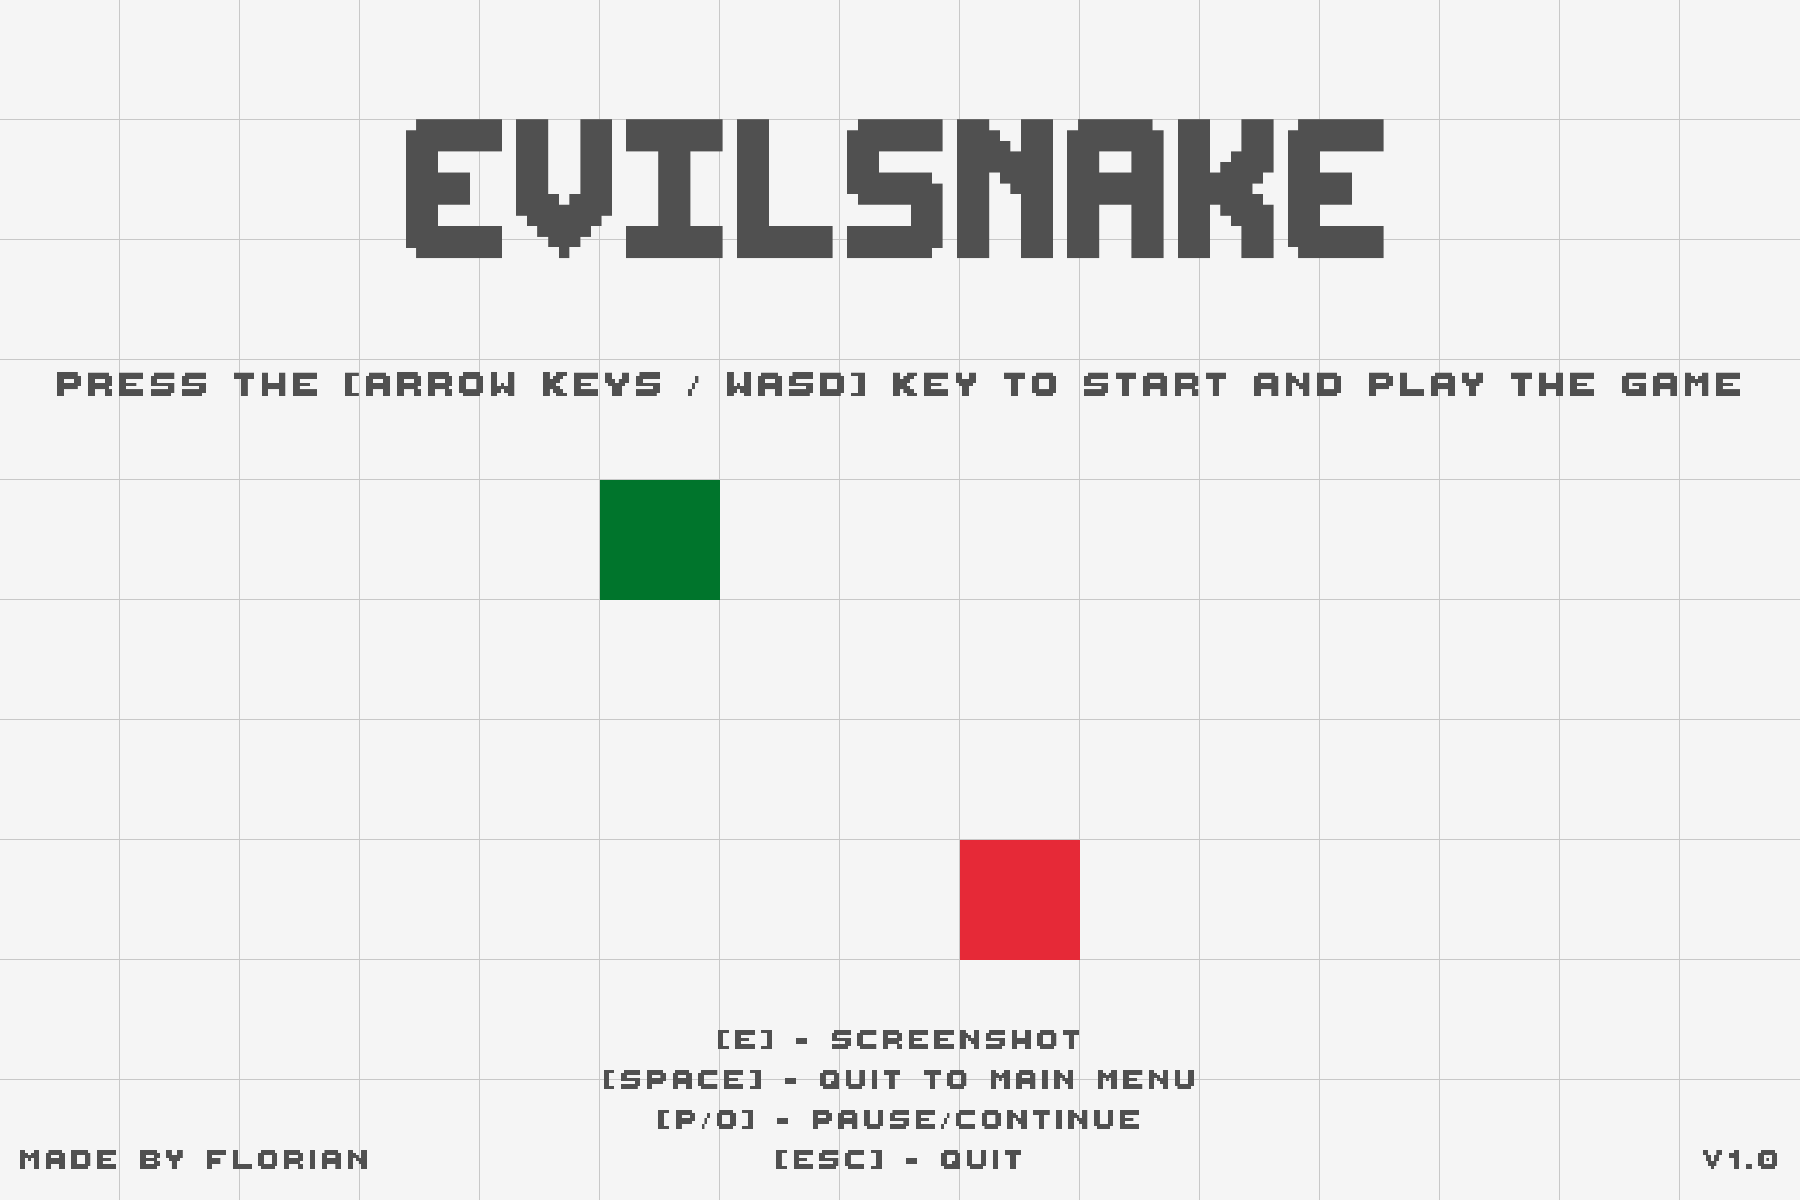 EVILSNAKE
PRESS THE [ARROW KEYS / WASD] KEY TO START AND PLAY THE GAME
[E] - SCREENSHOT
[SPACE] - QUIT TO MAIN MENU
[P/O] - PAUSE/CONTINUE
[ESC] - QUIT
MADE BY FLORIAN
V1.0